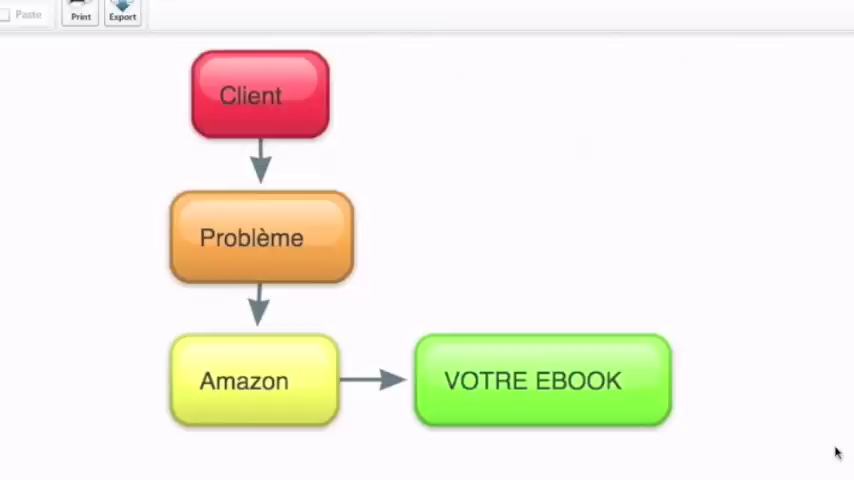 Paste
Print
Export
Client
Problème
Amazon
VOTRE EBOOK